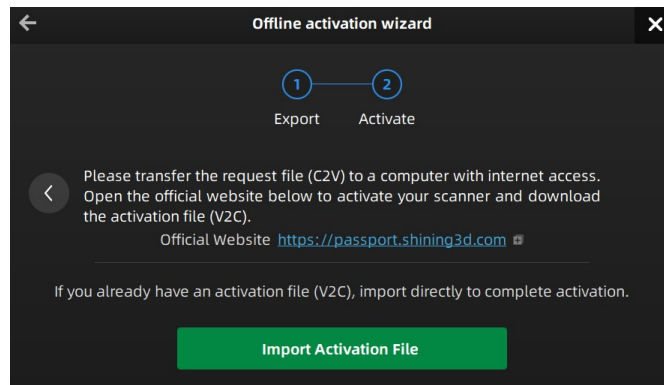 Offline activation wizard
1 2
Export Activate
Please transfer the request file (C2V) to a computer with internet access.
Open the official website below to activate your scanner and download
the activation file (V2C).
Official Website https://passport.shining3d.com
If you already have an activation file (V2C), import directly to complete activation.
Import Activation File